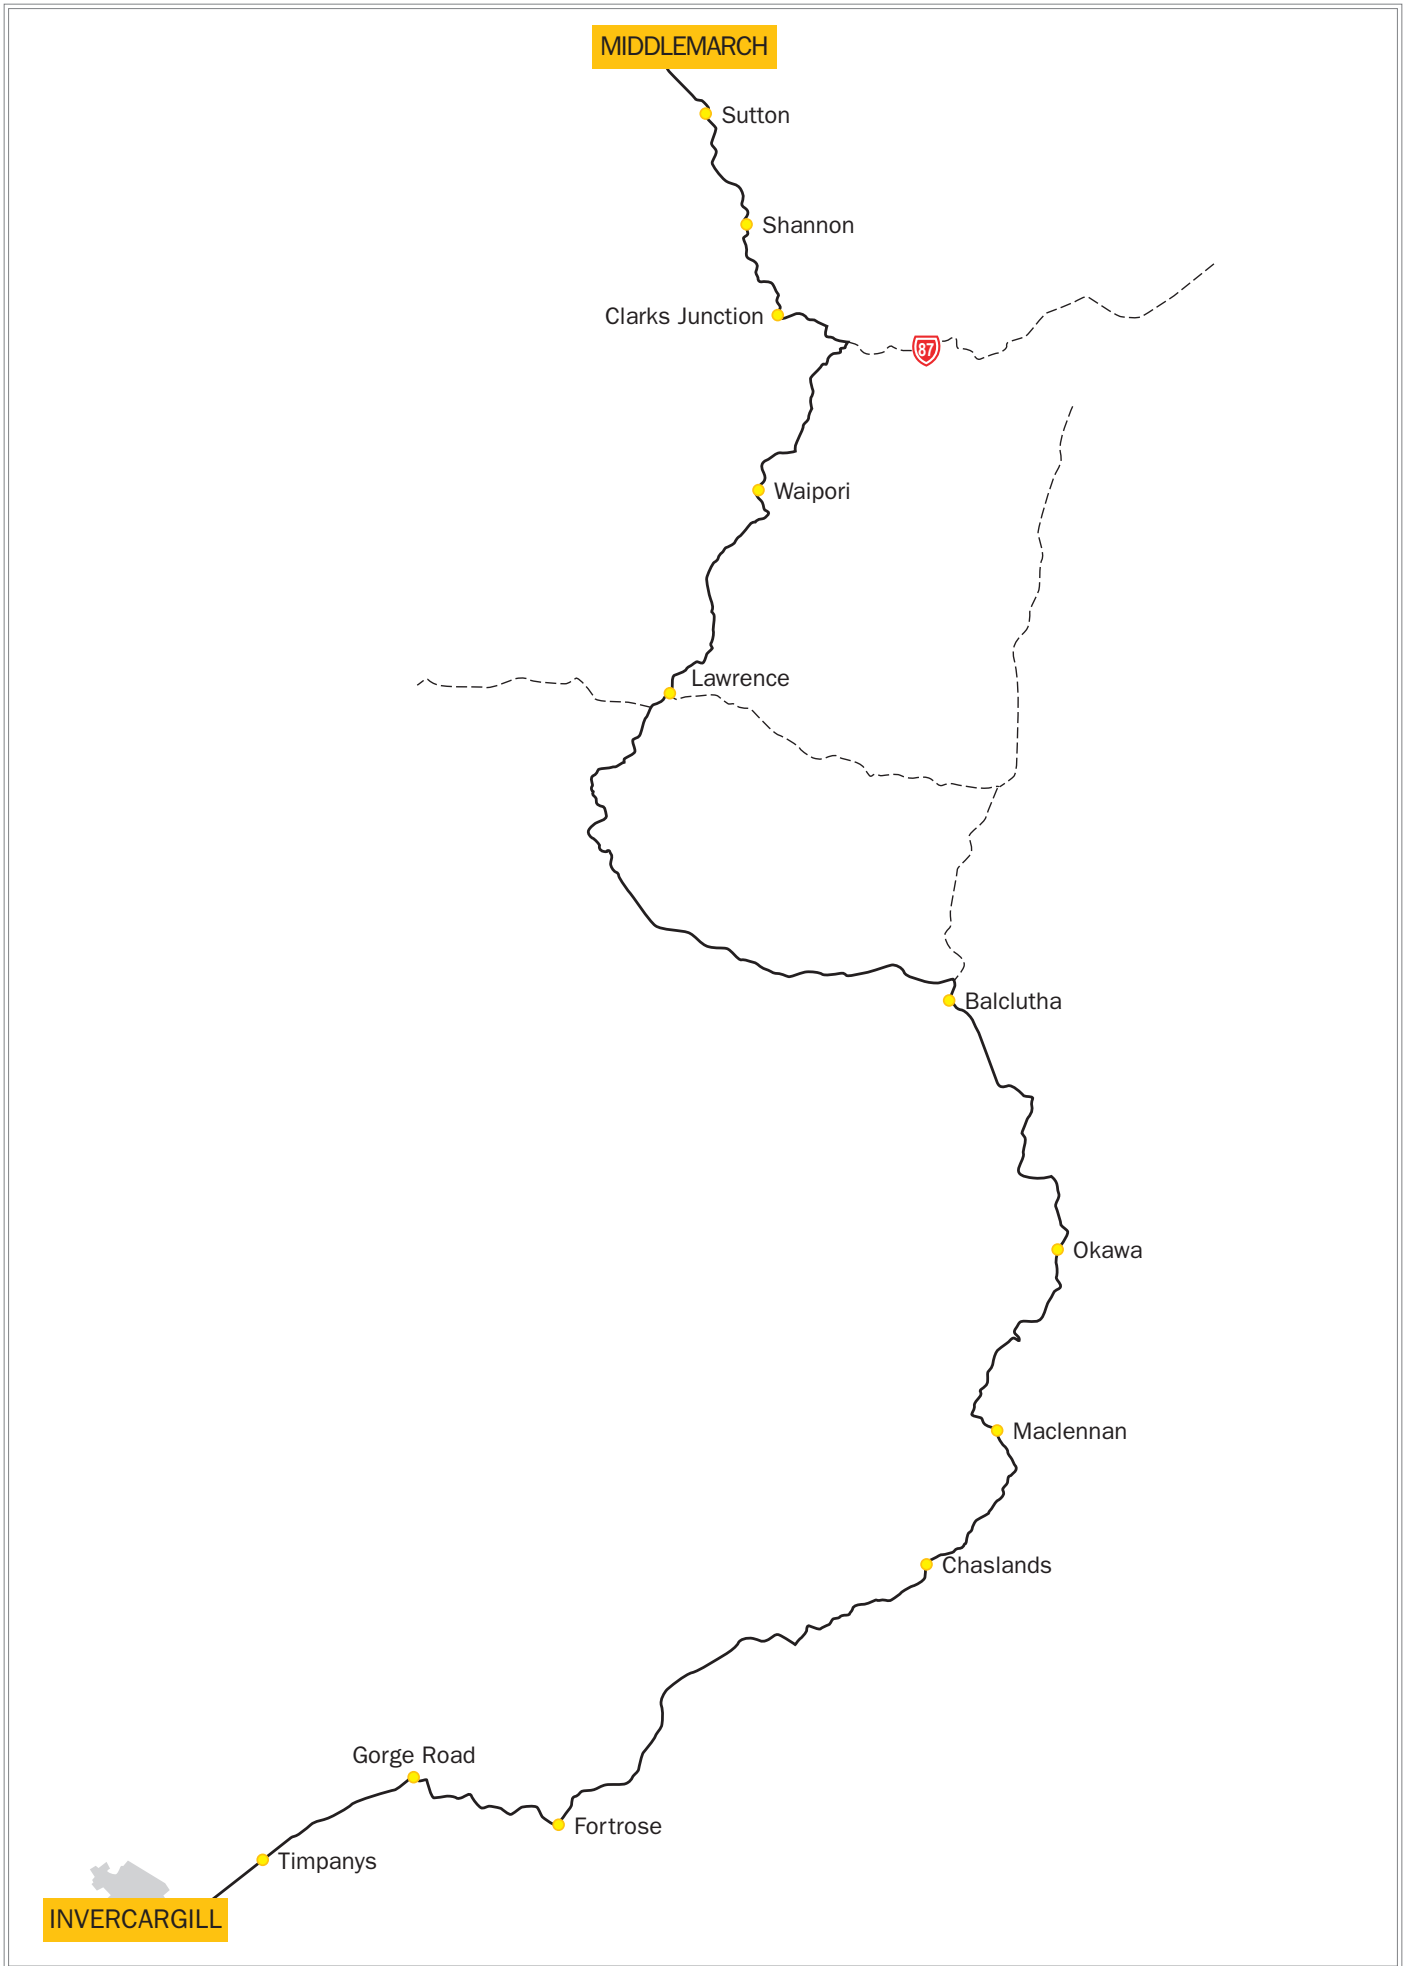 MIDDLEMARCH
Sutton
Shannon
Clarks Junction
87
Waipori
Lawrence
Balclutha
Okawa
Maclennan
Chaslands
Gorge Road
Fortrose
Timpanys
INVERCARGILL